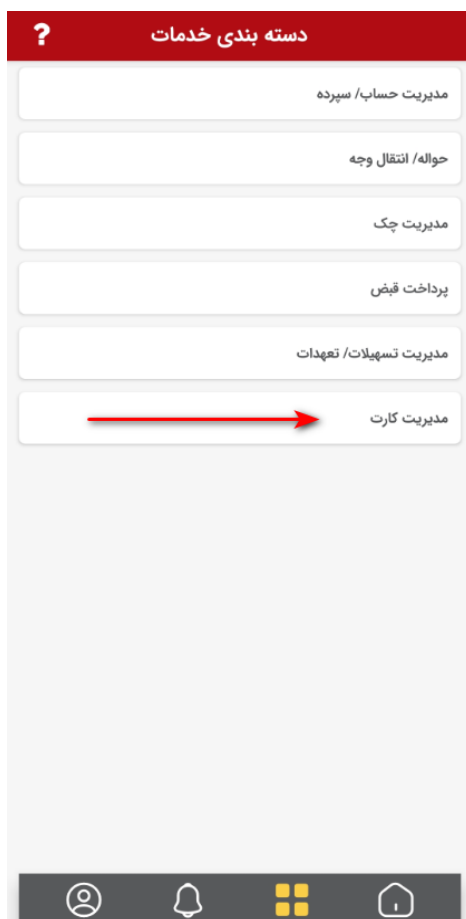 دسته بندی خدمات ?
مدیریت حساب/ سپرده
حواله/ انتقال وجه
مدیریت چک
پرداخت قبض
مدیریت تسهیلات/ تعهدات
مدیریت کارت